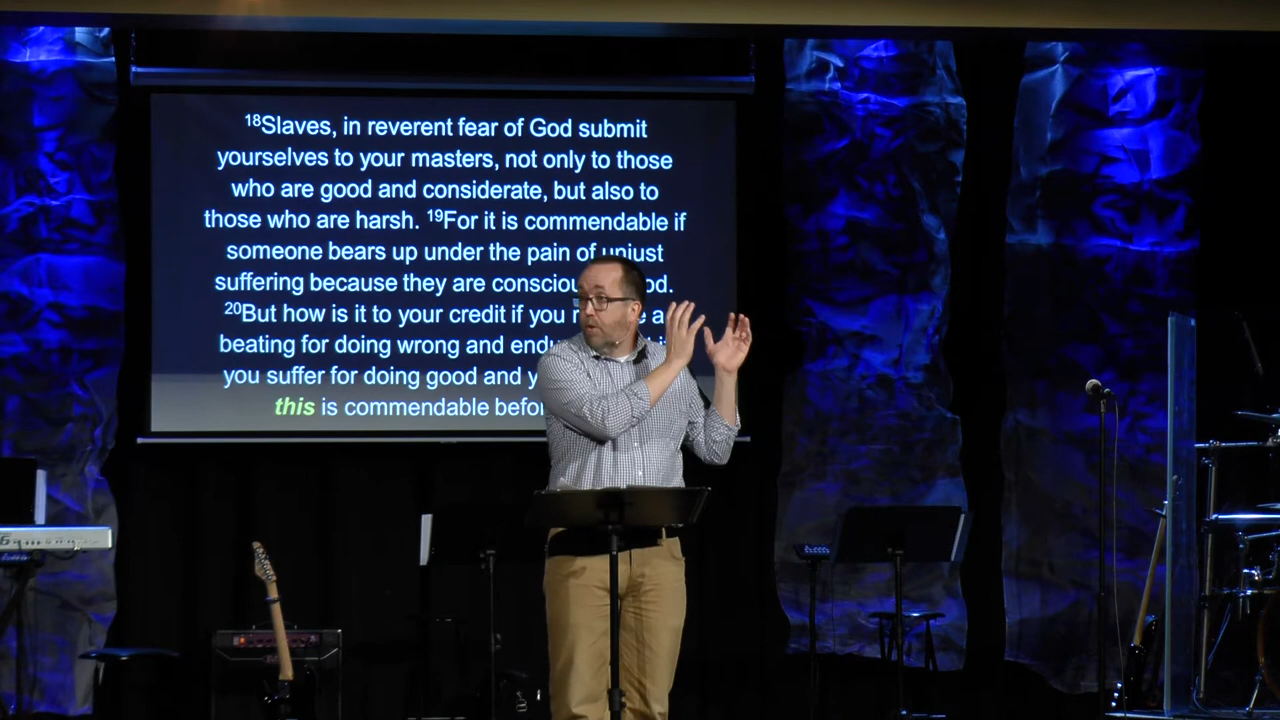 18Slaves, in reverent fear of God submit
yourselves to your masters, not only to those
who are good and considerate, but also to
those who are harsh. 19For it is commendable if
someone bears up under the pain of unjust
suffering because they are
20But how is it to your credit if you
beating for doing wrong and
you suffer for doing good and
this is commendable